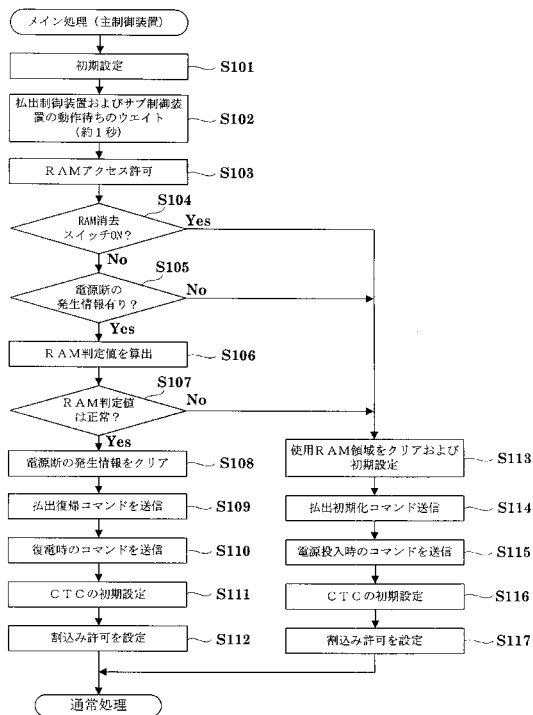 メイン処理(主制御装置)
初期設定
S101
払出制御装置およびサブ制御装
置の動作待ちのウエイト
(約1秒)
S102
RAMアクセス許可
S103
RAM消去
スイッチON?
S104
Yes
No
電源断の
発生情報有り?
S105
No
Yes
RAM判定値を算出
S106
RAM判定値
は正常?
S107
No
Yes
電源断の発生情報をクリア
S108
払出復帰コマンドを送信
S109
復電時のコマンドを送信
S110
CTCの初期設定
S111
割込み許可を設定
S112
使用RAM領域をクリアおよび
初期設定
S113
払出初期化コマンド送信
S114
電源投入時のコマンドを送信
S115
CTCの初期設定
S116
割込み許可を設定
S117
通常処理